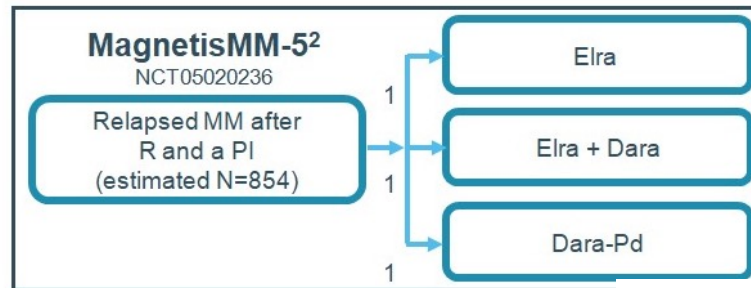 MagnetisMM-5²
NCT05020236
Relapsed MM after
R and a PI
(estimated N=854)
1
Elra
1
Elra + Dara
1
Dara-Pd